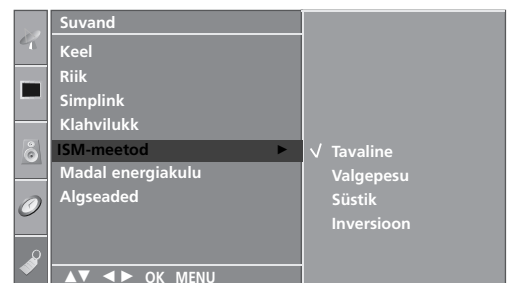 Suvand
Keel
Riik
Simplink
Klahvilukk
ISM-meetod ►
Madal energiakulu
Algseaded
√ Tavaline
Valgepesu
Süstik
Inversioon
▲▼ ◄► OK MENU